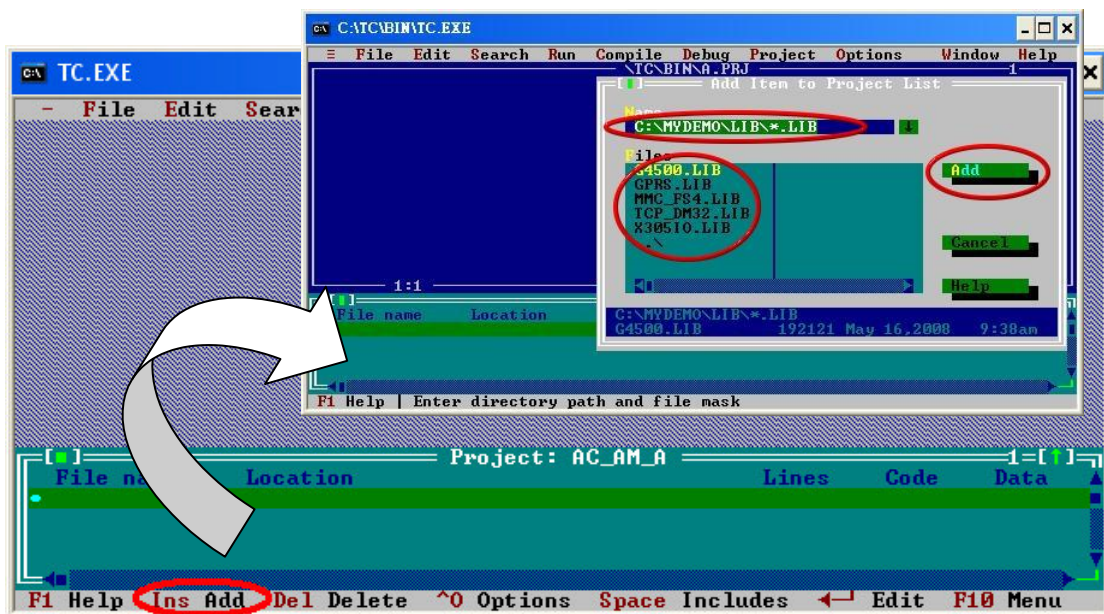 C:\TC\BIN\TC.EXE
≡ File Edit Search Run Compile Debug Project Options Window Help
\TC\BIN\A.PRJ 1
Add Item to Project List
Name
C:\MYDEMO\LIB\*.LIB
Files
G4500.LIB
GPRS.LIB
MMC_FS4.LIB
TCP_DM32.LIB
X305IO.LIB
..\
Add
Cancel
Help
C:\MYDEMO\LIB\*.LIB
G4500.LIB 192121 May 16,2008 9:38am
1:1
File name Location
F1 Help | Enter directory path and file mask
TC.EXE
- File Edit Sear
Project: AC_AM_A 1
File na Location Lines Code Data
F1 Help Ins Add Del Delete ^O Options Space Includes Edit F10 Menu